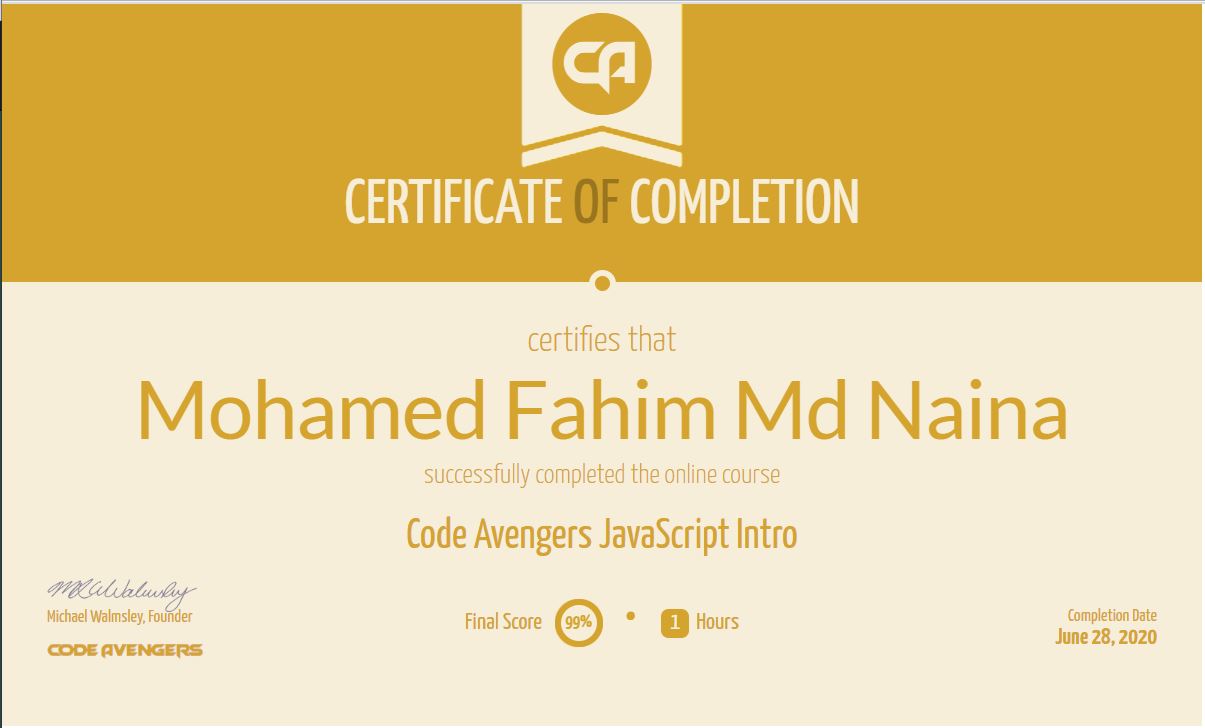 CA
CERTIFICATE OF COMPLETION
certifies that
Mohamed Fahim Md Naina
successfully completed the online course
Code Avengers JavaScript Intro
Michael Walmsley, Founder
CODE AVENGERS
Final Score 99% • 1 Hours
Completion Date
June 28, 2020